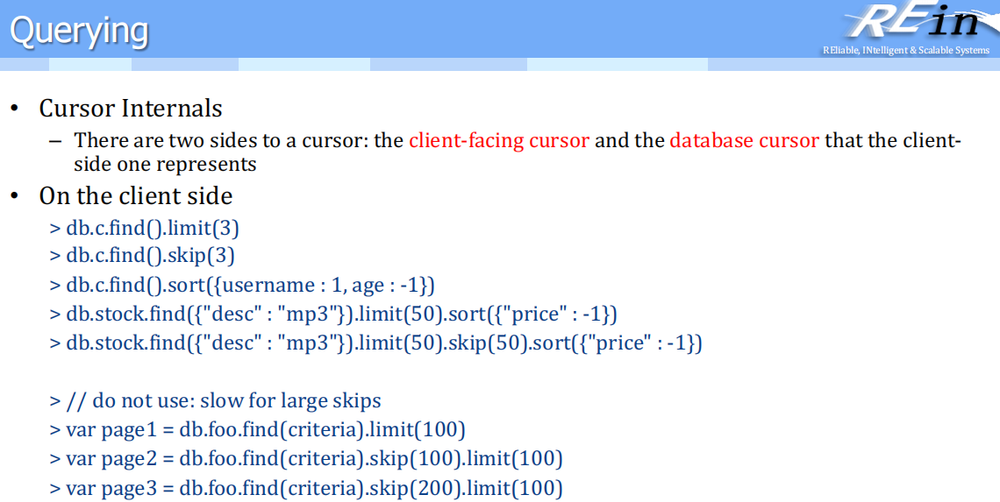 Querying
REin
REliable, INtelligent & Scalable Systems
• Cursor Internals
– There are two sides to a cursor: the client-facing cursor and the database cursor that the client-
side one represents
• On the client side
> db.c.find().limit(3)
> db.c.find().skip(3)
> db.c.find().sort({username : 1, age : -1})
> db.stock.find({"desc" : "mp3"}).limit(50).sort({"price" : -1})
> db.stock.find({"desc" : "mp3"}).limit(50).skip(50).sort({"price" : -1})
> // do not use: slow for large skips
> var page1 = db.foo.find(criteria).limit(100)
> var page2 = db.foo.find(criteria).skip(100).limit(100)
> var page3 = db.foo.find(criteria).skip(200).limit(100)